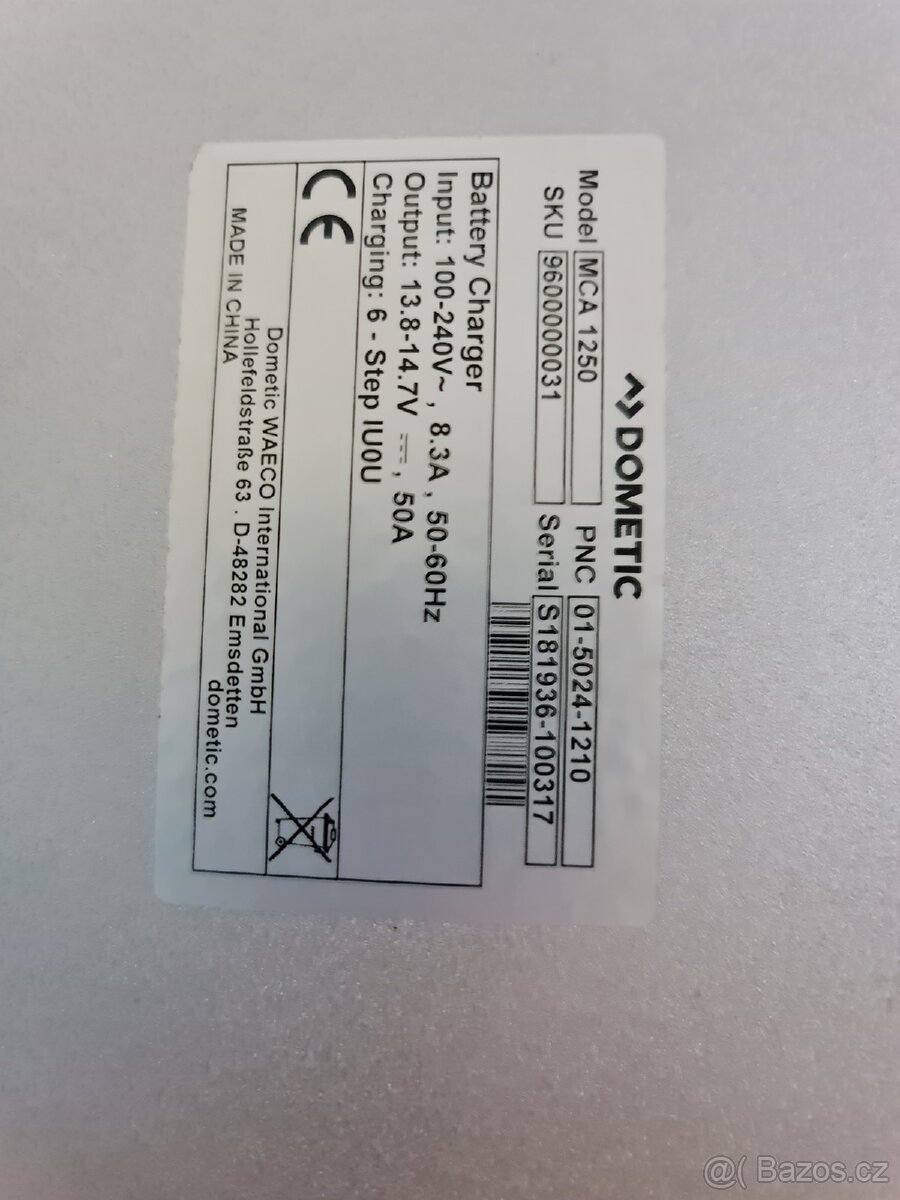 DOMETIC
Model MCA 1250 PNC 01-5024-1210
SKU 9600000031 Serial S181936-100317
Battery Charger
Input: 100-240V~, 8.3A, 50-60Hz
Output: 13.8-14.7V ⎓, 50A
Charging: 6 - Step IU0U
CE
Dometic WAECO International GmbH
Hollefeldstraße 63 . D-48282 Emsdetten
MADE IN CHINA dometic.com
@( Bazos.cz